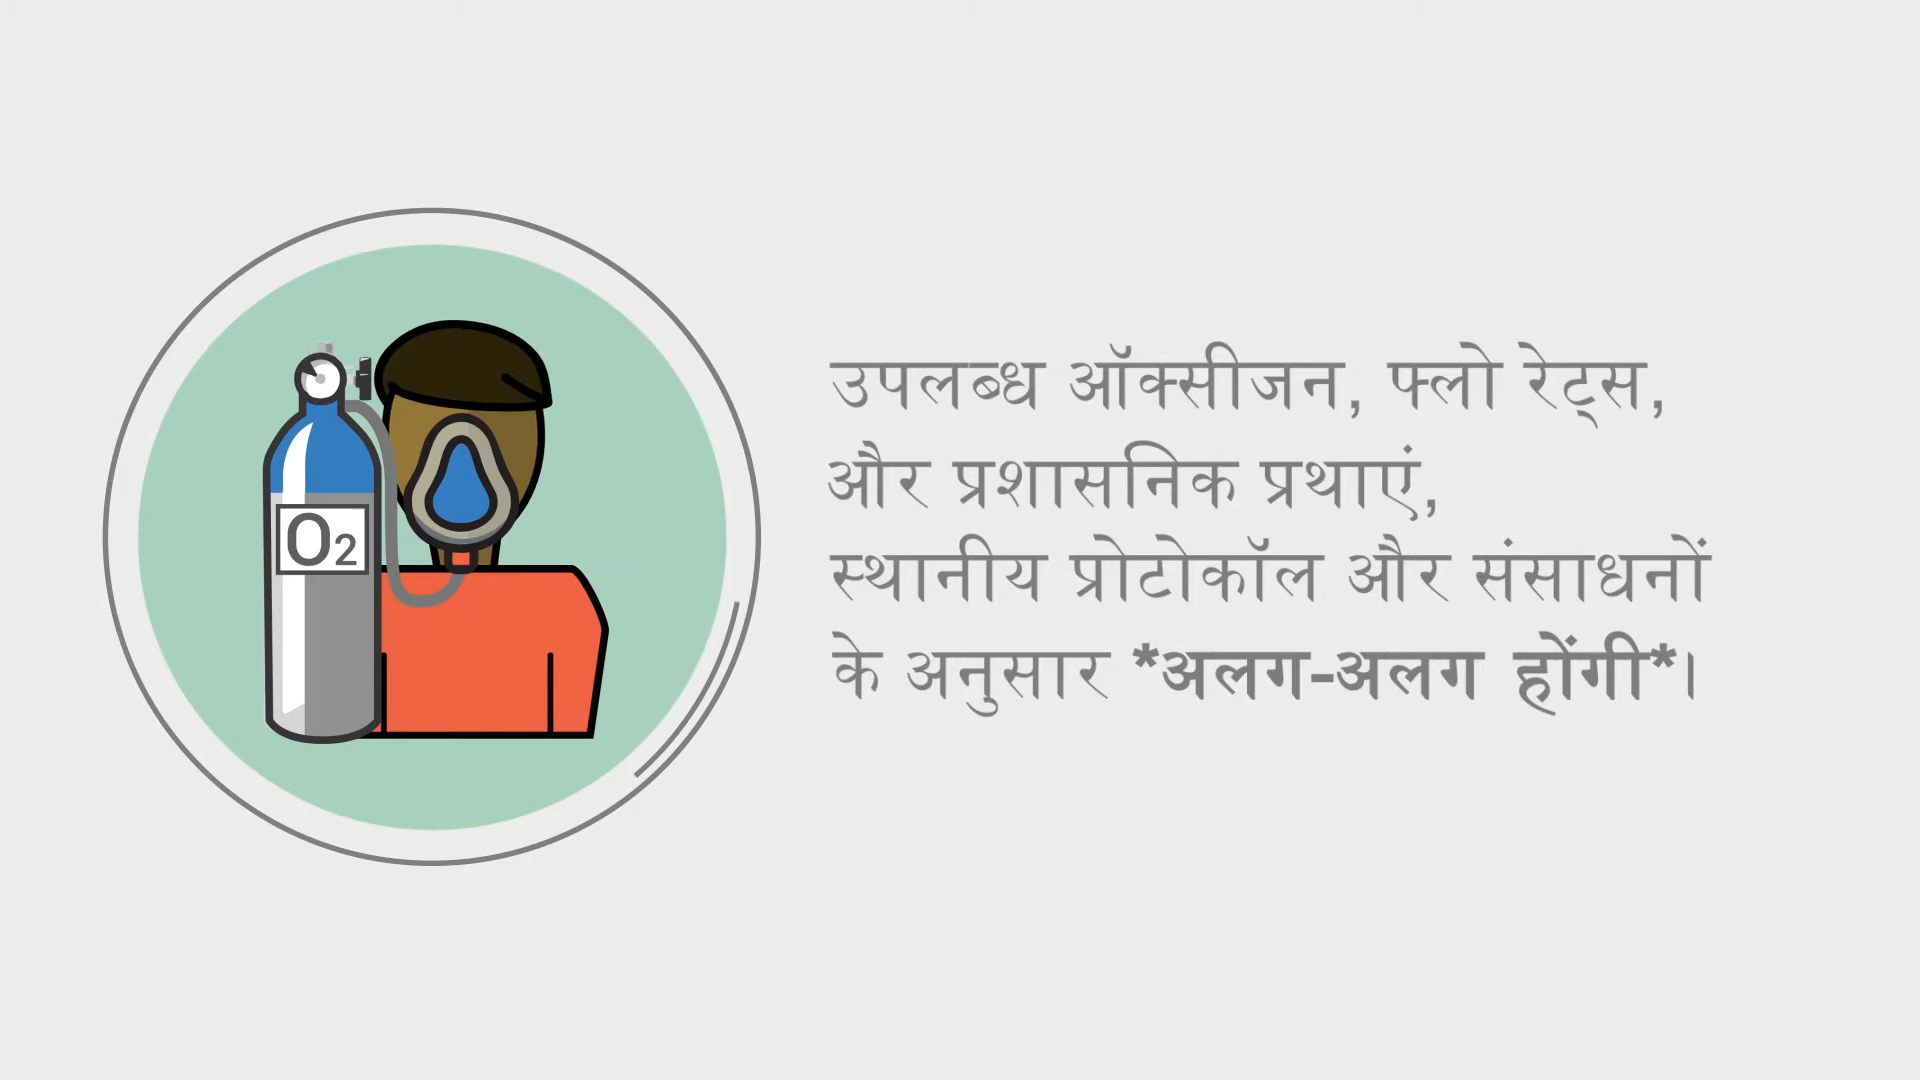 O2
उपलब्ध ऑक्सीजन, फ्लो रेट्स,
और प्रशासनिक प्रथाएं,
स्थानीय प्रोटोकॉल और संसाधनों
के अनुसार *अलग-अलग होंगी*।